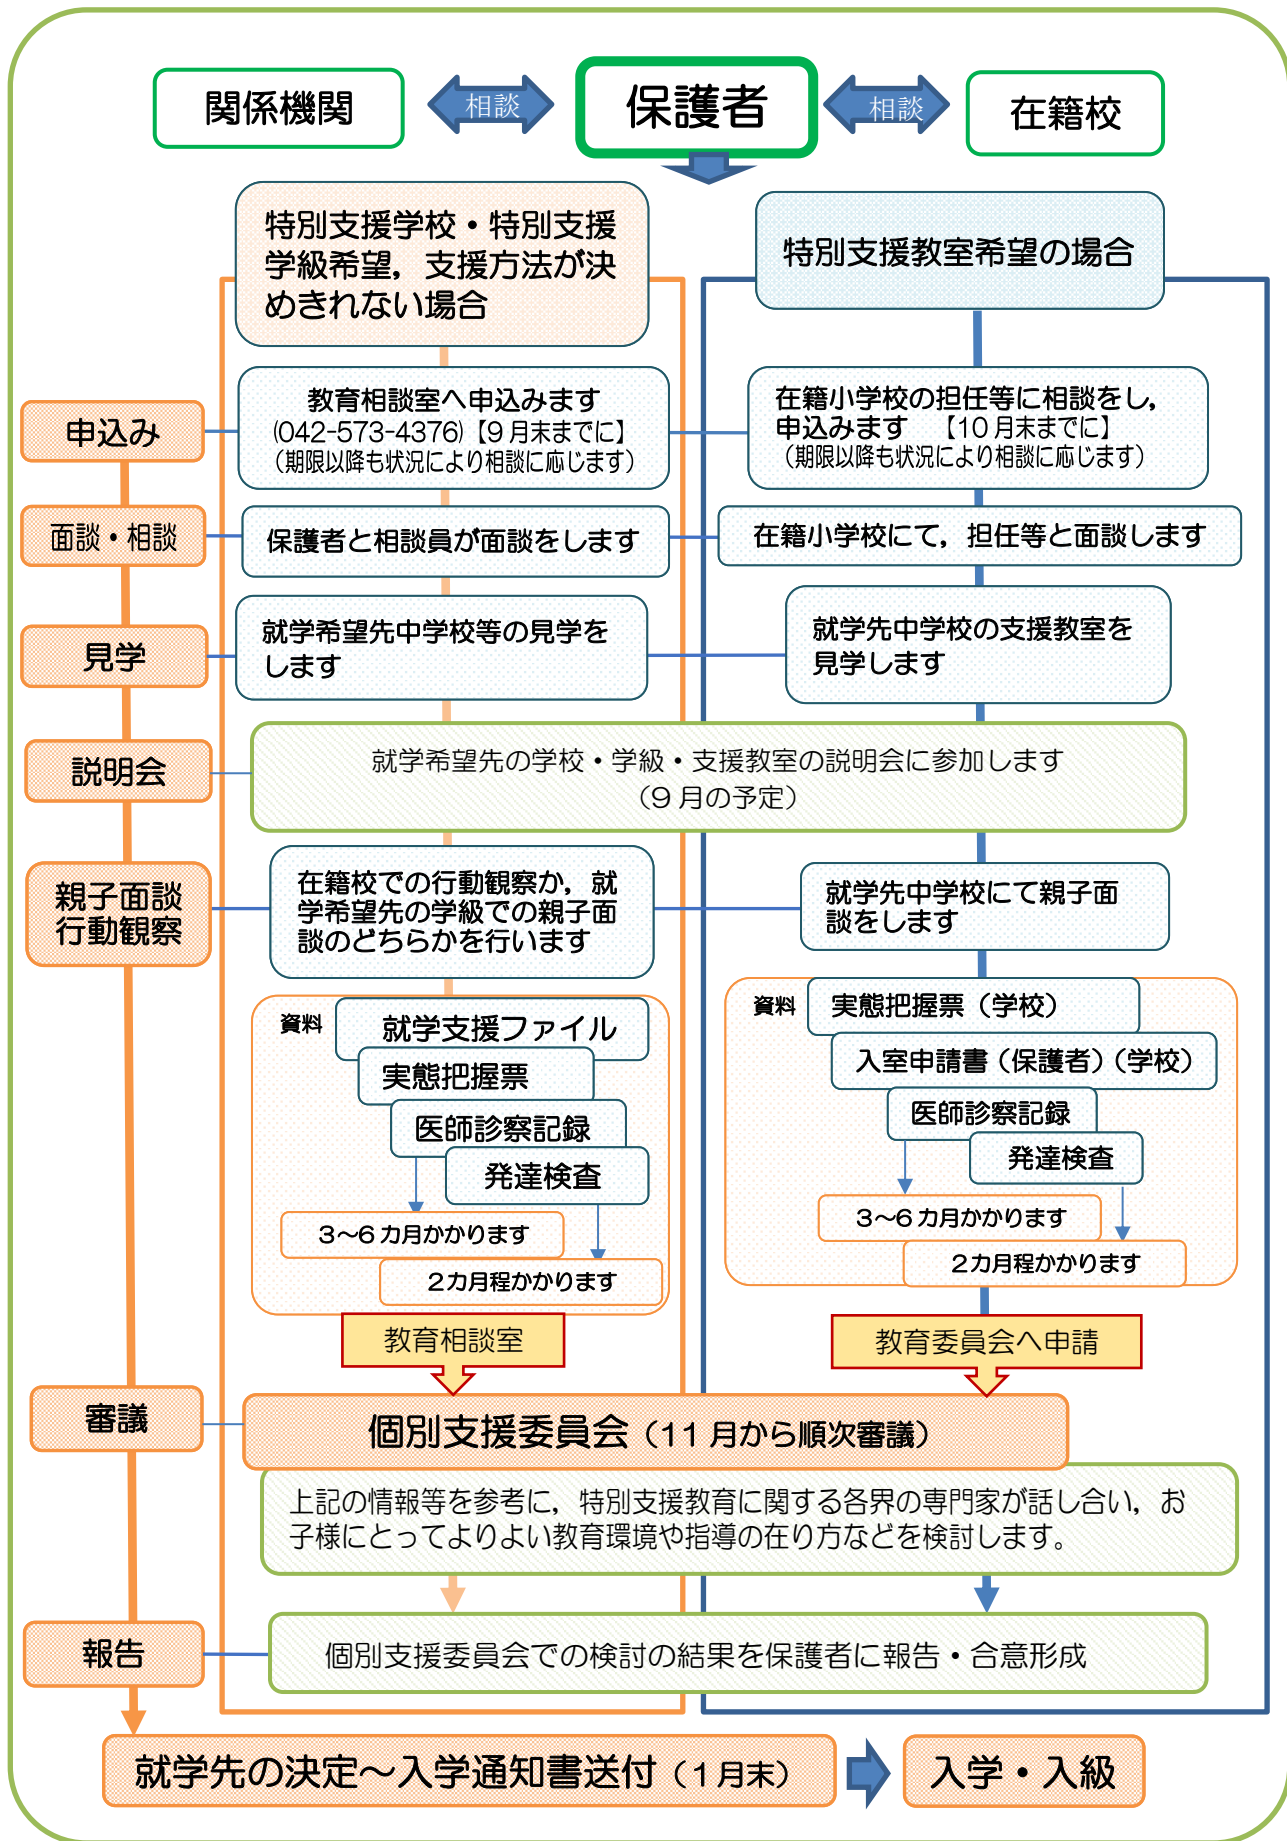 関係機関
相談
保護者
相談
在籍校
特別支援学校・特別支援
学級希望，支援方法が決
めきれない場合
特別支援教室希望の場合
申込み
教育相談室へ申込みます
(042-573-4376)【9月末までに】
（期限以降も状況により相談に応じます）
在籍小学校の担任等に相談をし，
申込みます　【10月末までに】
（期限以降も状況により相談に応じます）
面談・相談
保護者と相談員が面談をします
在籍小学校にて，担任等と面談します
見学
就学希望先中学校等の見学を
します
就学先中学校の支援教室を
見学します
説明会
就学希望先の学校・学級・支援教室の説明会に参加します
（9月の予定）
親子面談
行動観察
在籍校での行動観察か，就
学希望先の学級での親子面
談のどちらかを行います
就学先中学校にて親子面
談をします
資料
就学支援ファイル
実態把握票
医師診察記録
発達検査
3～6カ月かかります
2カ月程かかります
資料
実態把握票（学校）
入室申請書（保護者）（学校）
医師診察記録
発達検査
3～6カ月かかります
2カ月程かかります
教育相談室
教育委員会へ申請
審議
個別支援委員会（11月から順次審議）
上記の情報等を参考に，特別支援教育に関する各界の専門家が話し合い，お
子様にとってよりよい教育環境や指導の在り方などを検討します。
報告
個別支援委員会での検討の結果を保護者に報告・合意形成
就学先の決定～入学通知書送付（1月末）
入学・入級